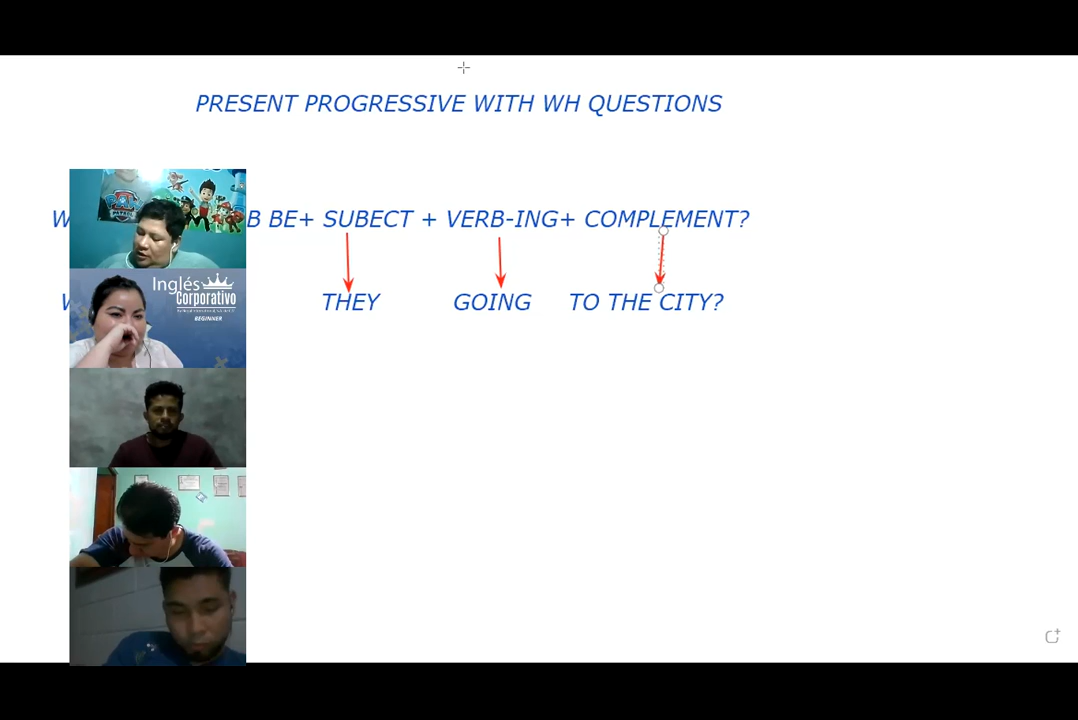 PRESENT PROGRESSIVE WITH WH QUESTIONS
W B BE+ SUBECT + VERB-ING+ COMPLEMENT?
W THEY GOING TO THE CITY?
Inglés
Corporativo
BEGINNER